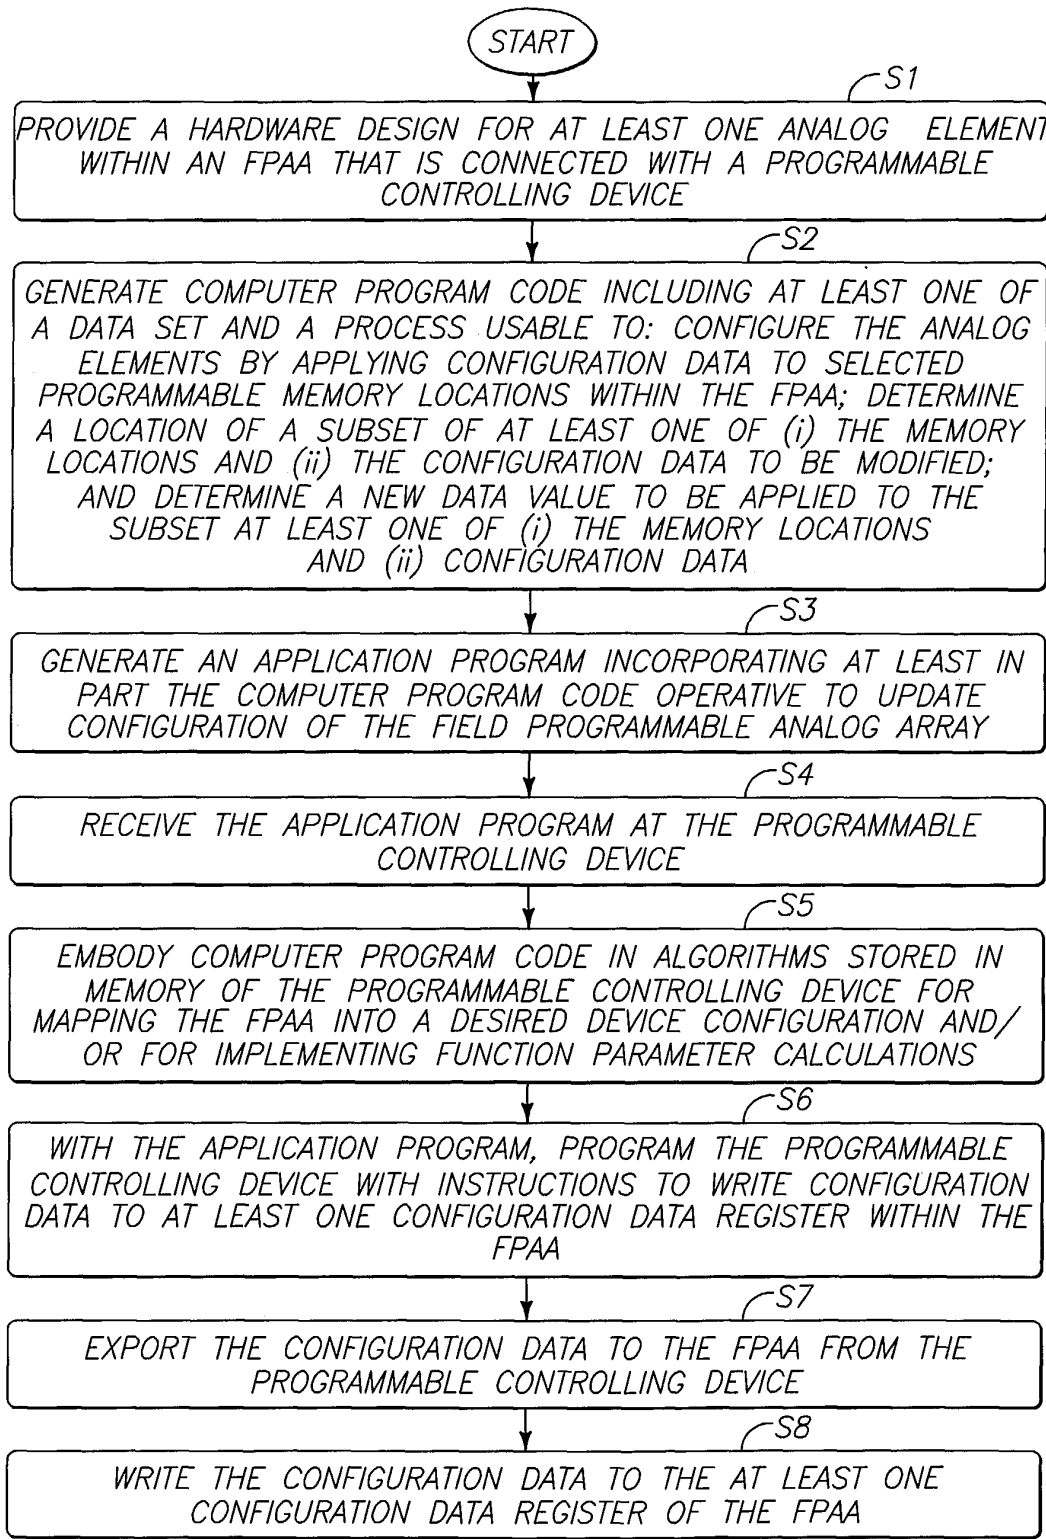 START
S1
PROVIDE A HARDWARE DESIGN FOR AT LEAST ONE ANALOG ELEMENT
WITHIN AN FPAA THAT IS CONNECTED WITH A PROGRAMMABLE
CONTROLLING DEVICE
S2
GENERATE COMPUTER PROGRAM CODE INCLUDING AT LEAST ONE OF
A DATA SET AND A PROCESS USABLE TO: CONFIGURE THE ANALOG
ELEMENTS BY APPLYING CONFIGURATION DATA TO SELECTED
PROGRAMMABLE MEMORY LOCATIONS WITHIN THE FPAA; DETERMINE
A LOCATION OF A SUBSET OF AT LEAST ONE OF (i) THE MEMORY
LOCATIONS AND (ii) THE CONFIGURATION DATA TO BE MODIFIED;
AND DETERMINE A NEW DATA VALUE TO BE APPLIED TO THE
SUBSET AT LEAST ONE OF (i) THE MEMORY LOCATIONS
AND (ii) CONFIGURATION DATA
S3
GENERATE AN APPLICATION PROGRAM INCORPORATING AT LEAST IN
PART THE COMPUTER PROGRAM CODE OPERATIVE TO UPDATE
CONFIGURATION OF THE FIELD PROGRAMMABLE ANALOG ARRAY
S4
RECEIVE THE APPLICATION PROGRAM AT THE PROGRAMMABLE
CONTROLLING DEVICE
S5
EMBODY COMPUTER PROGRAM CODE IN ALGORITHMS STORED IN
MEMORY OF THE PROGRAMMABLE CONTROLLING DEVICE FOR
MAPPING THE FPAA INTO A DESIRED DEVICE CONFIGURATION AND/
OR FOR IMPLEMENTING FUNCTION PARAMETER CALCULATIONS
S6
WITH THE APPLICATION PROGRAM, PROGRAM THE PROGRAMMABLE
CONTROLLING DEVICE WITH INSTRUCTIONS TO WRITE CONFIGURATION
DATA TO AT LEAST ONE CONFIGURATION DATA REGISTER WITHIN THE
FPAA
S7
EXPORT THE CONFIGURATION DATA TO THE FPAA FROM THE
PROGRAMMABLE CONTROLLING DEVICE
S8
WRITE THE CONFIGURATION DATA TO THE AT LEAST ONE
CONFIGURATION DATA REGISTER OF THE FPAA